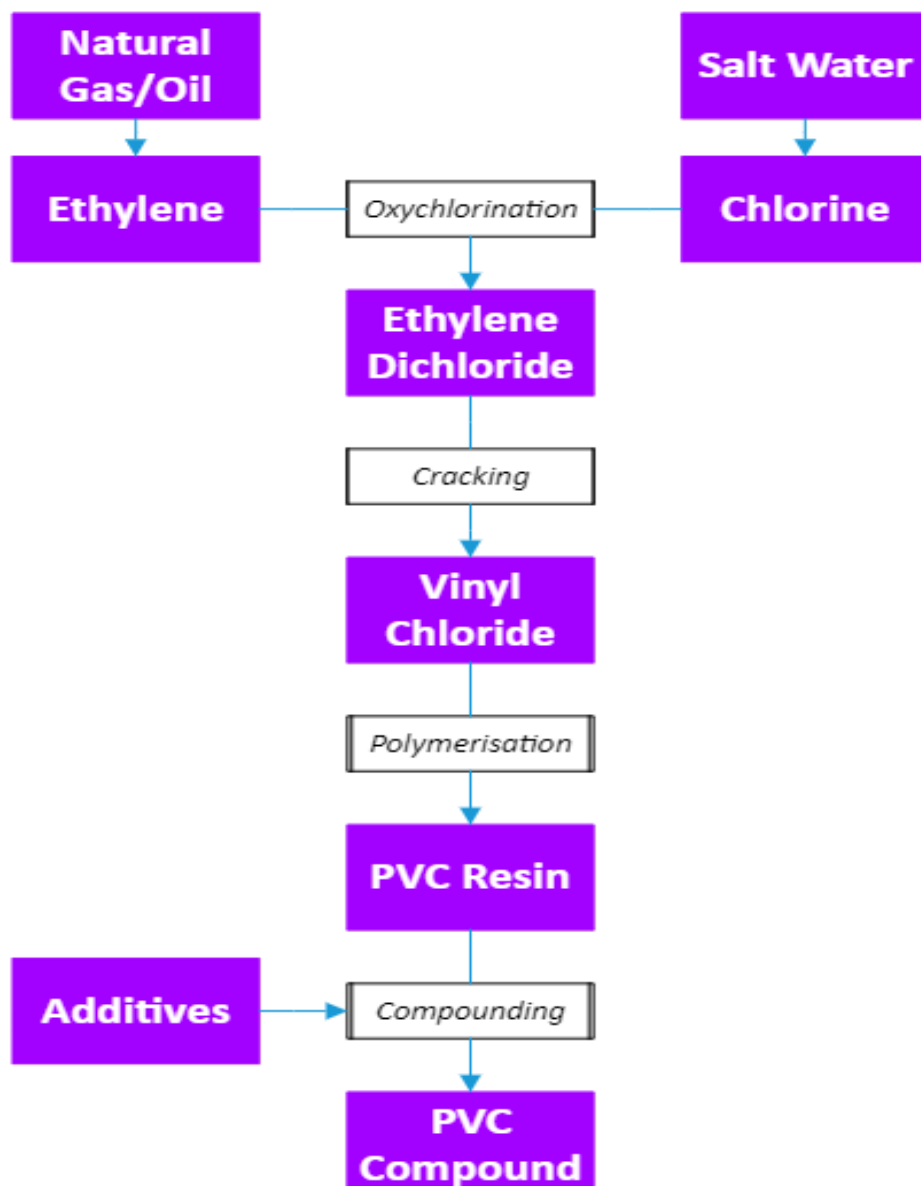 Natural
Gas/Oil
Salt Water
Ethylene
Oxychlorination
Chlorine
Ethylene
Dichloride
Cracking
Vinyl
Chloride
Polymerisation
PVC Resin
Additives
Compounding
PVC
Compound